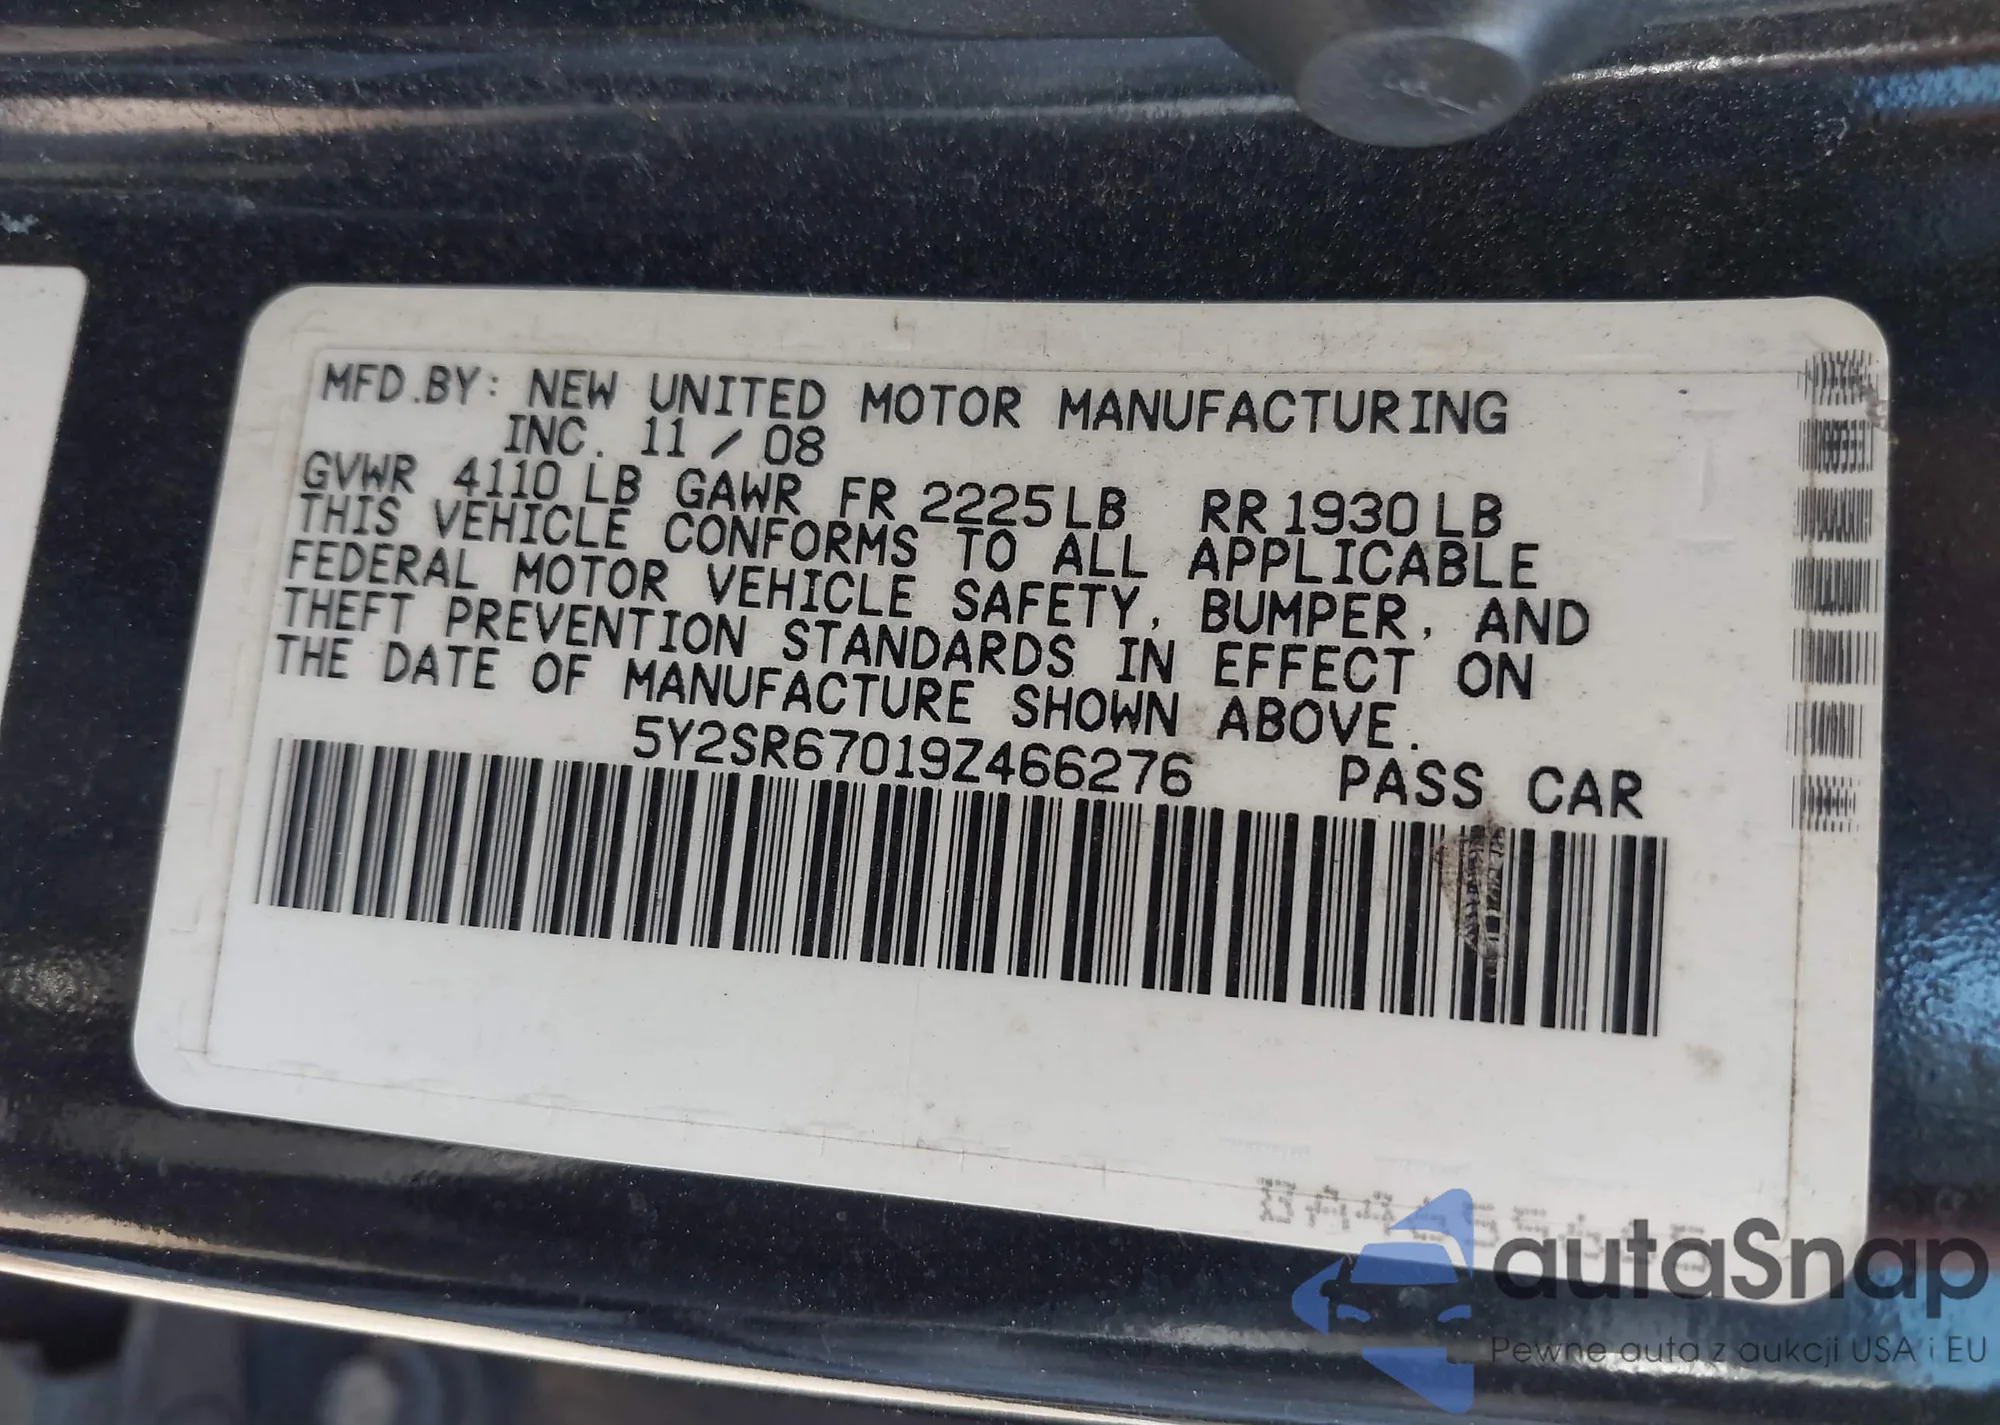 MFD.BY: NEW UNITED MOTOR MANUFACTURING
INC. 11 / 08
GVWR 4110 LB GAWR FR 2225 LB RR 1930 LB
THIS VEHICLE CONFORMS TO ALL APPLICABLE
FEDERAL MOTOR VEHICLE SAFETY, BUMPER, AND
THEFT PREVENTION STANDARDS IN EFFECT ON
THE DATE OF MANUFACTURE SHOWN ABOVE.
5Y2SR67019Z466276 PASS CAR
autaSnap
Pewne auta z aukcji USA i EU